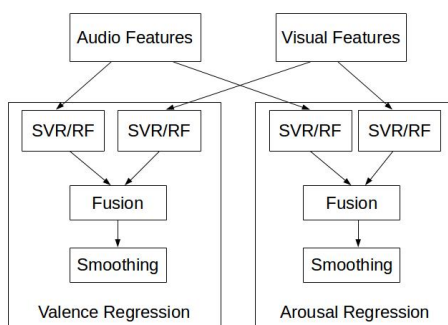 Audio Features
Visual Features
SVR/RF
SVR/RF
SVR/RF
SVR/RF
Fusion
Fusion
Smoothing
Smoothing
Valence Regression
Arousal Regression